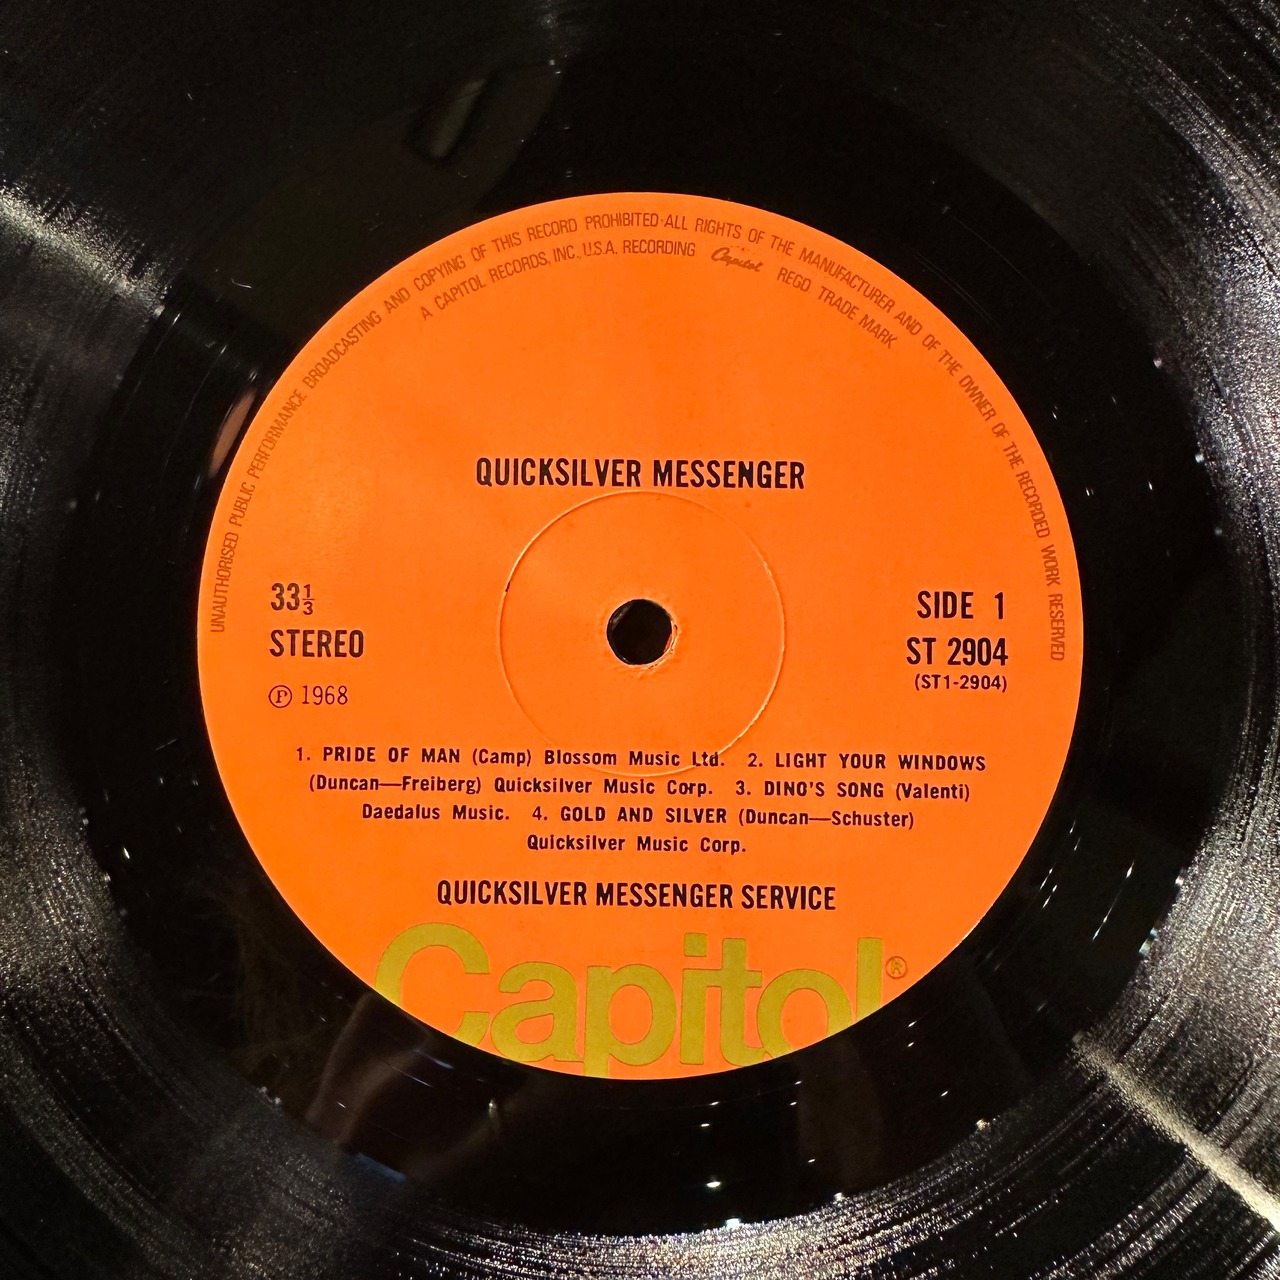 UNAUTHORISED PUBLIC PERFORMANCE BROADCASTING AND COPYING OF THIS RECORD PROHIBITED·ALL RIGHTS OF THE MANUFACTURER AND OF THE OWNER OF THE RECORDED WORK RESERVED
A CAPITOL RECORDS, INC., U.S.A. RECORDING Capitol REGD TRADE MARK
QUICKSILVER MESSENGER
33⅓
STEREO
Ⓟ 1968
SIDE 1
ST 2904
(ST1-2904)
1. PRIDE OF MAN (Camp) Blossom Music Ltd. 2. LIGHT YOUR WINDOWS
(Duncan—Freiberg) Quicksilver Music Corp. 3. DINO'S SONG (Valenti)
Daedalus Music. 4. GOLD AND SILVER (Duncan—Schuster)
Quicksilver Music Corp.
QUICKSILVER MESSENGER SERVICE
Capitol®